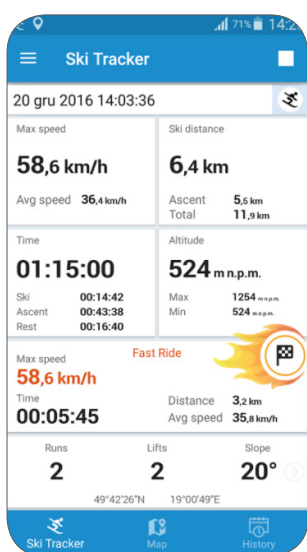 71% 14:2
Ski Tracker
20 gru 2016 14:03:36
Max speed
58,6 km/h
Avg speed 36,4 km/h
Ski distance
6,4 km
Ascent 5,5 km
Total 11,9 km
Time
01:15:00
Ski 00:14:42
Ascent 00:43:38
Rest 00:16:40
Altitude
524 m n.p.m.
Max 1254 m n.p.m.
Min 524 m n.p.m.
Fast Ride
Max speed
58,6 km/h
Time
00:05:45
Distance 3,2 km
Avg speed 35,8 km/h
Runs Lifts Slope
2 2 20°
49°42'26"N 19°00'49"E
Ski Tracker Map History